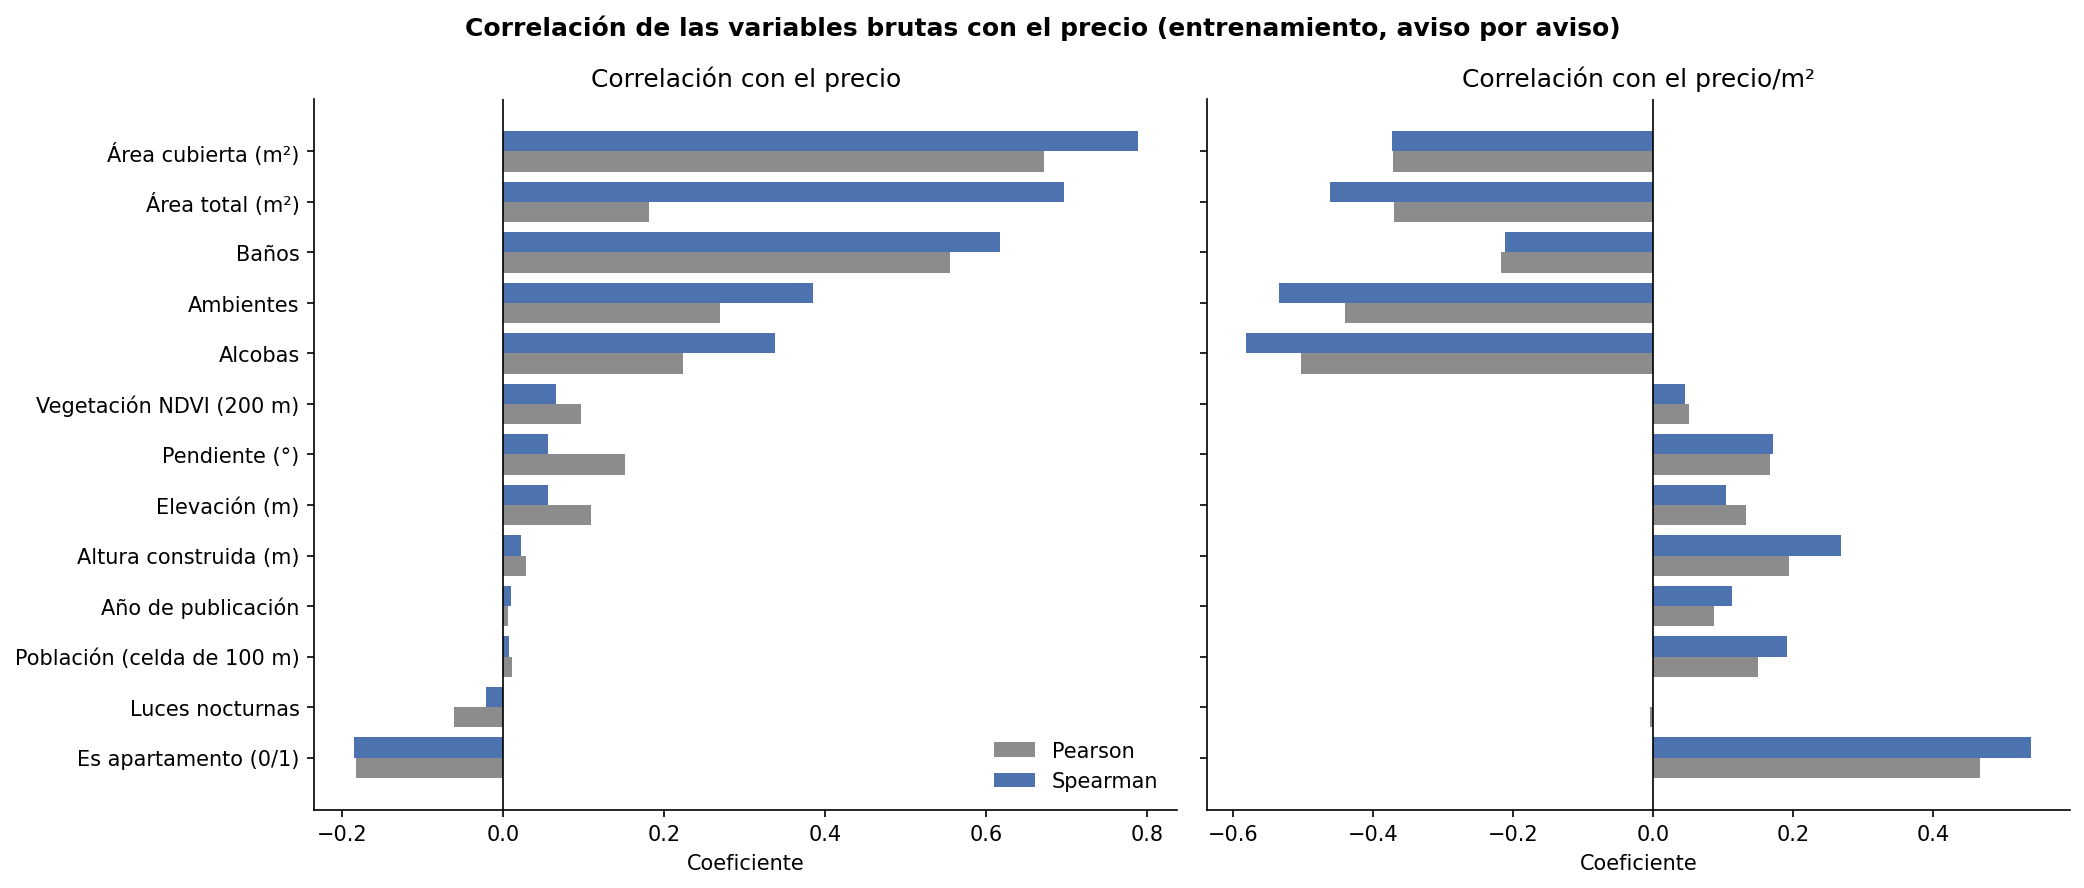 Correlación de las variables brutas con el precio (entrenamiento, aviso por aviso)
Correlación con el precio
Área cubierta (m²)
Área total (m²)
Baños
Ambientes
Alcobas
Vegetación NDVI (200 m)
Pendiente (°)
Elevación (m)
Altura construida (m)
Año de publicación
Población (celda de 100 m)
Luces nocturnas
Es apartamento (0/1)
Pearson
Spearman
−0.2 0.0 0.2 0.4 0.6 0.8
Coeficiente
Correlación con el precio/m²
−0.6 −0.4 −0.2 0.0 0.2 0.4
Coeficiente